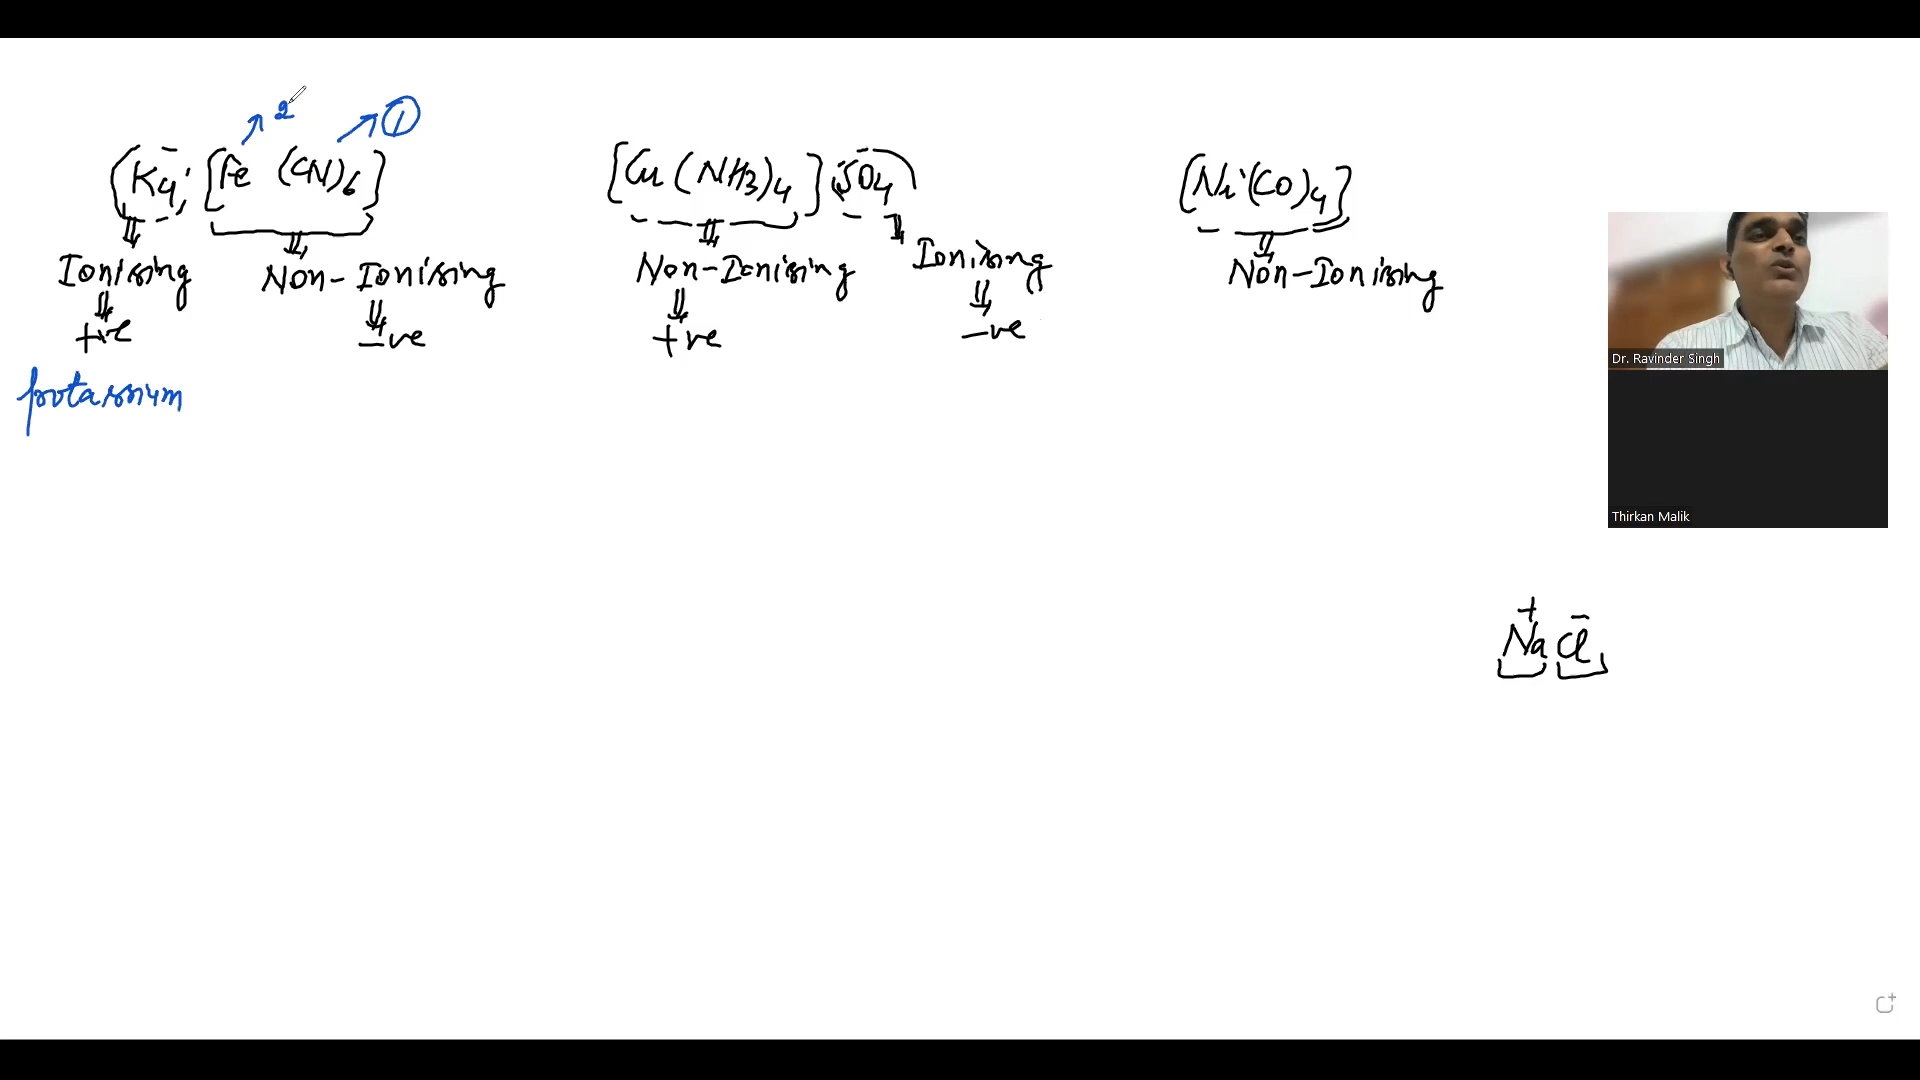 2 1
K4 [Fe (CN)6] [Cu (NH3)4] SO4 [Ni (CO)4]
Ionising Non-Ionising Non-Ionising Ionising Non-Ionising
+ve -ve +ve -ve
potassium
Dr. Ravinder Singh
Thirkan Malik
+ -
Na Cl